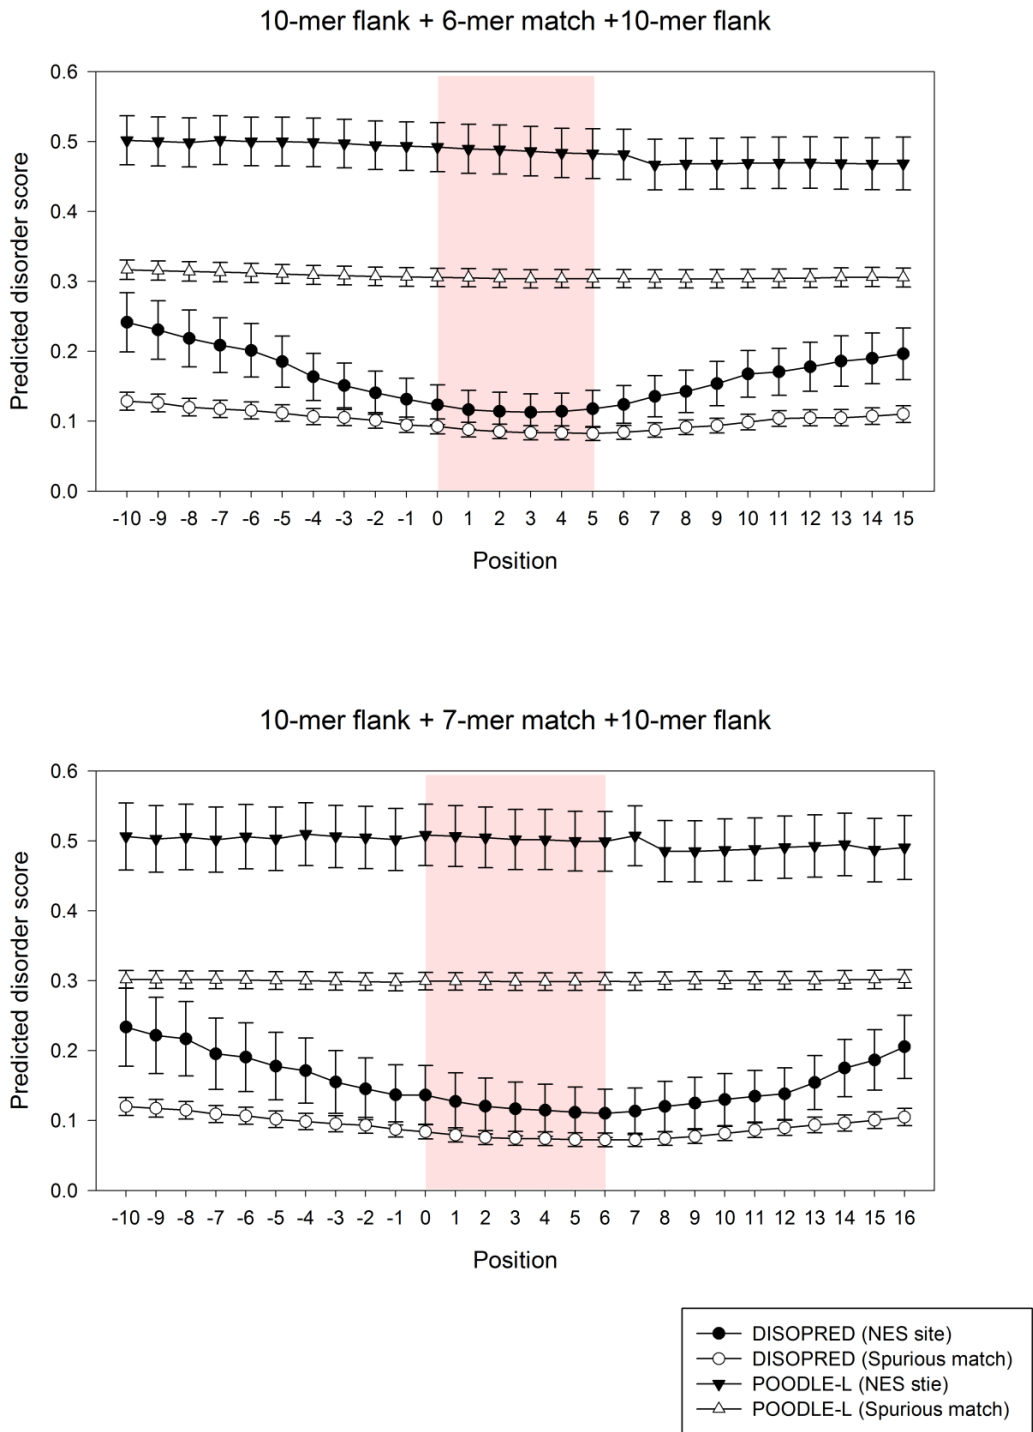 10-mer flank + 6-mer match +10-mer flank
0.6
0.5
0.4
0.3
0.2
0.1
0.0
Predicted disorder score
-10 -9 -8 -7 -6 -5 -4 -3 -2 -1 0 1 2 3 4 5 6 7 8 9 10 11 12 13 14 15
Position
10-mer flank + 7-mer match +10-mer flank
0.6
0.5
0.4
0.3
0.2
0.1
0.0
Predicted disorder score
-10 -9 -8 -7 -6 -5 -4 -3 -2 -1 0 1 2 3 4 5 6 7 8 9 10 11 12 13 14 15 16
Position
DISOPRED (NES site)
DISOPRED (Spurious match)
POODLE-L (NES stie)
POODLE-L (Spurious match)